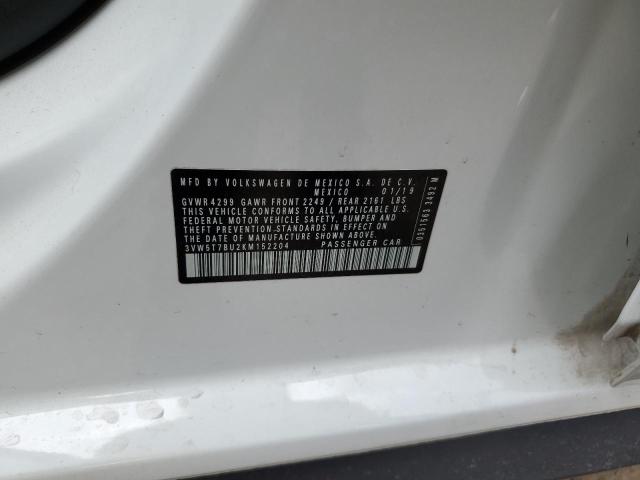 MFD BY VOLKSWAGEN DE MEXICO S.A. DE C.V.
MEXICO 01/19
GVWR 4299 GAWR FRONT 2249 / REAR 2161 LBS
THIS VEHICLE CONFORMS TO ALL APPLICABLE U.S.
FEDERAL MOTOR VEHICLE SAFETY, BUMPER AND
THEFT PREVENTION STANDARDS IN EFFECT ON
THE DATE OF MANUFACTURE SHOWN ABOVE.
3VW5T7BU2KM152204 PASSENGER CAR
0351563 3492 M